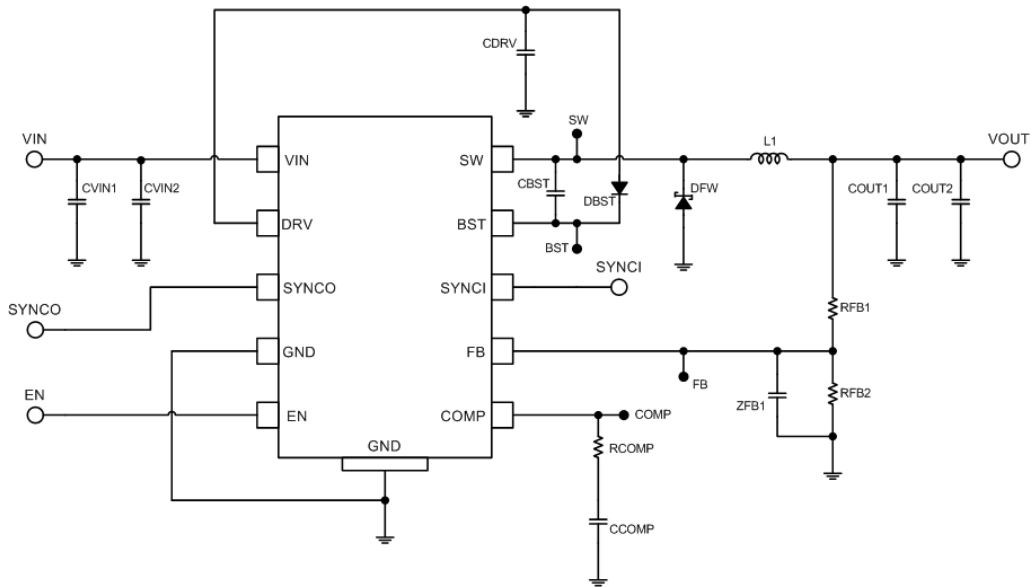 CDRV
SW
VIN
L1
VOUT
VIN
SW
CVIN1
CVIN2
CBST
DBST
DFW
COUT1
COUT2
DRV
BST
BST
SYNCI
SYNCO
SYNCI
SYNCO
RFB1
GND
FB
FB
ZFB1
RFB2
EN
EN
COMP
COMP
GND
RCOMP
CCOMP